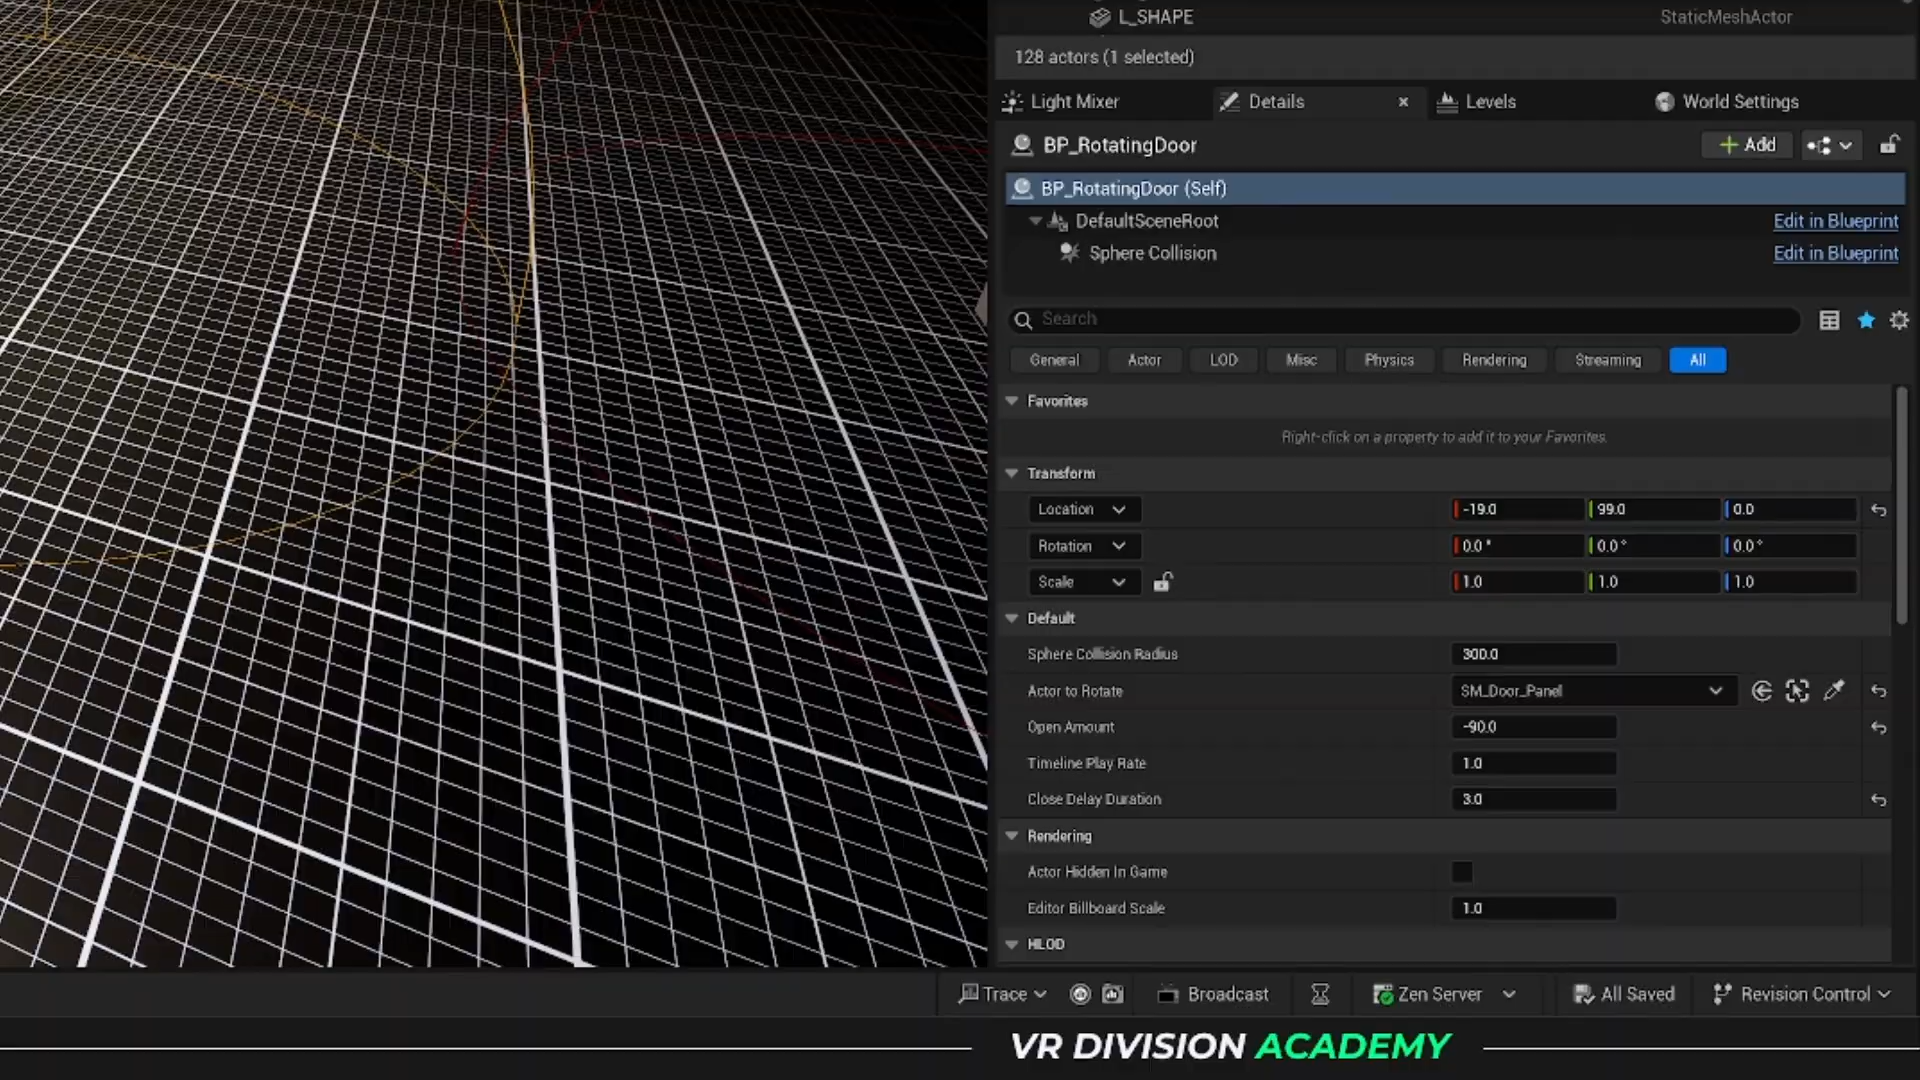 L_SHAPE StaticMeshActor
128 actors (1 selected)
Light Mixer Details Levels World Settings
BP_RotatingDoor Add
BP_RotatingDoor (Self)
DefaultSceneRoot Edit in Blueprint
Sphere Collision Edit in Blueprint
Search
General Actor LOD Misc Physics Rendering Streaming All
Favorites
Right-click on a property to add it to your Favorites.
Transform
Location -19.0 99.0 0.0
Rotation 0.0° 0.0° 0.0°
Scale 1.0 1.0 1.0
Default
Sphere Collision Radius 300.0
Actor to Rotate SM_Door_Panel
Open Amount -90.0
Timeline Play Rate 1.0
Close Delay Duration 3.0
Rendering
Actor Hidden In Game
Editor Billboard Scale 1.0
HLOD
Trace Broadcast Zen Server All Saved Revision Control
VR DIVISION ACADEMY